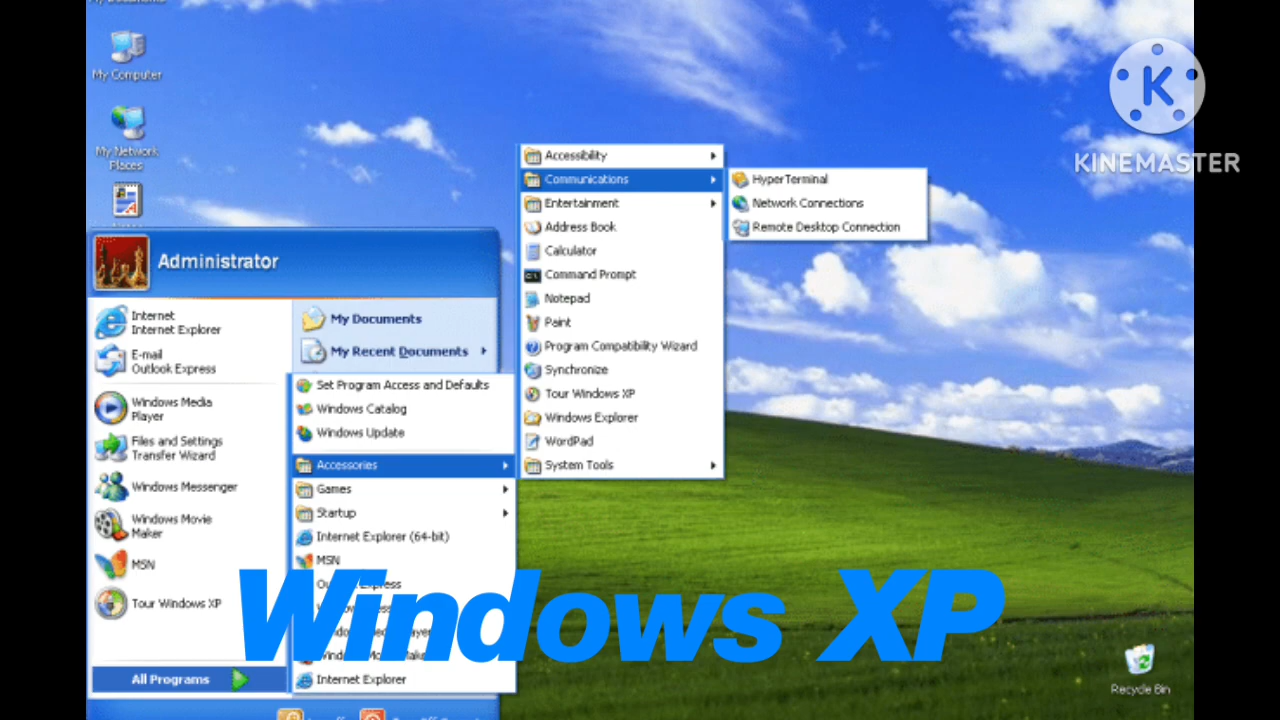 My Documents
My Computer
My Network
Places
KINEMASTER
Administrator
Internet
Internet Explorer
E-mail
Outlook Express
Windows Media
Player
Files and Settings
Transfer Wizard
Windows Messenger
Windows Movie
Maker
MSN
Tour Windows XP
All Programs
My Documents
My Recent Documents
Set Program Access and Defaults
Windows Catalog
Windows Update
Accessories
Games
Startup
Internet Explorer (64-bit)
MSN
Internet Explorer
Accessibility
Communications
Entertainment
Address Book
Calculator
Command Prompt
Notepad
Paint
Program Compatibility Wizard
Synchronize
Tour Windows XP
Windows Explorer
WordPad
System Tools
HyperTerminal
Network Connections
Remote Desktop Connection
Windows XP
Recycle Bin